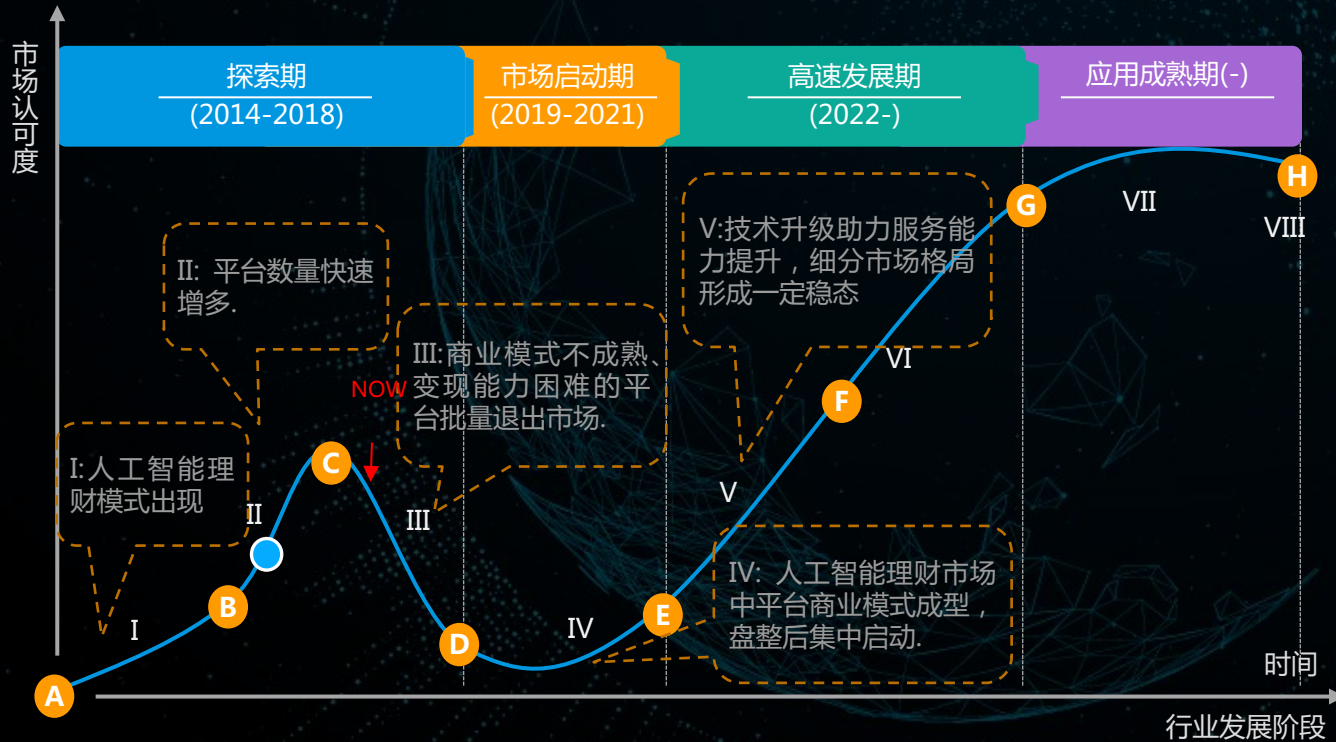 市场认可度
探索期
(2014-2018)
市场启动期
(2019-2021)
高速发展期
(2022-)
应用成熟期(-)
II: 平台数量快速
增多.
V:技术升级助力服务能
力提升，细分市场格局
形成一定稳态
G
H
VII
VIII
III:商业模式不成熟、
变现能力困难的平
台批量退出市场.
NOW
VI
F
I:人工智能理
财模式出现
C
II
III
V
B
I
D
IV
E
IV: 人工智能理财市场
中平台商业模式成型，
盘整后集中启动.
A
时间
行业发展阶段